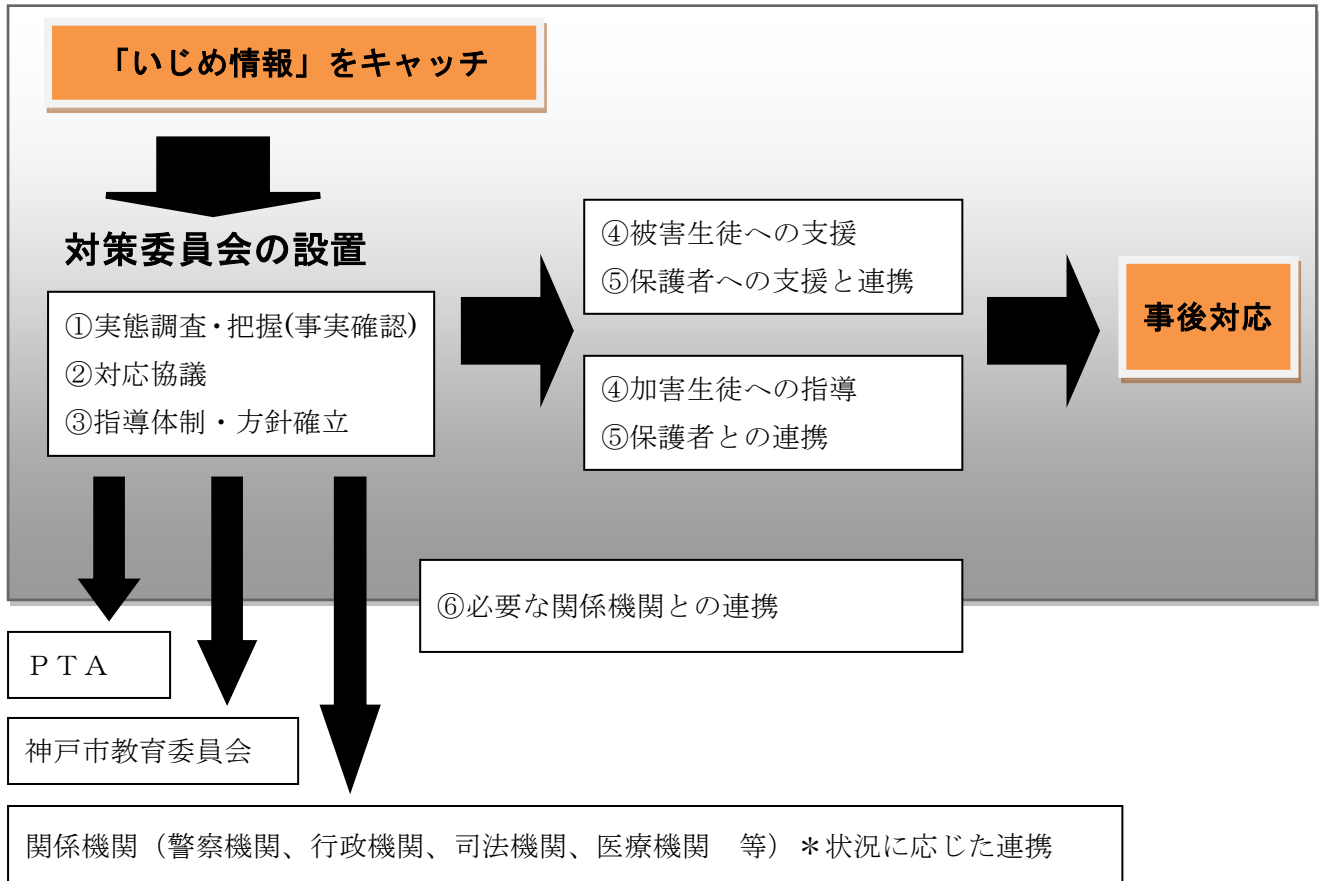 「いじめ情報」をキャッチ
対策委員会の設置
①実態調査・把握(事実確認)
②対応協議
③指導体制・方針確立
④被害生徒への支援
⑤保護者への支援と連携
④加害生徒への指導
⑤保護者との連携
事後対応
⑥必要な関係機関との連携
ＰＴＡ
神戸市教育委員会
関係機関（警察機関、行政機関、司法機関、医療機関　等）＊状況に応じた連携